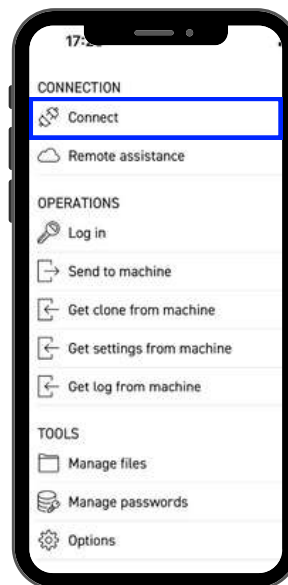 CONNECTION
Connect
Remote assistance
OPERATIONS
Log in
Send to machine
Get clone from machine
Get settings from machine
Get log from machine
TOOLS
Manage files
Manage passwords
Options